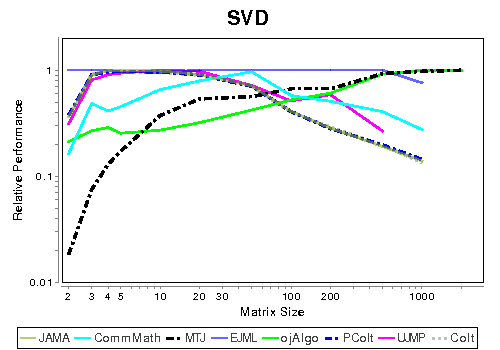 SVD
Relative Performance
1
0.1
0.01
2 3 4 5 10 20 30 100 200 1000
Matrix Size
JAMA CommMath MTJ EJML ojAlgo PColt UJMP Colt